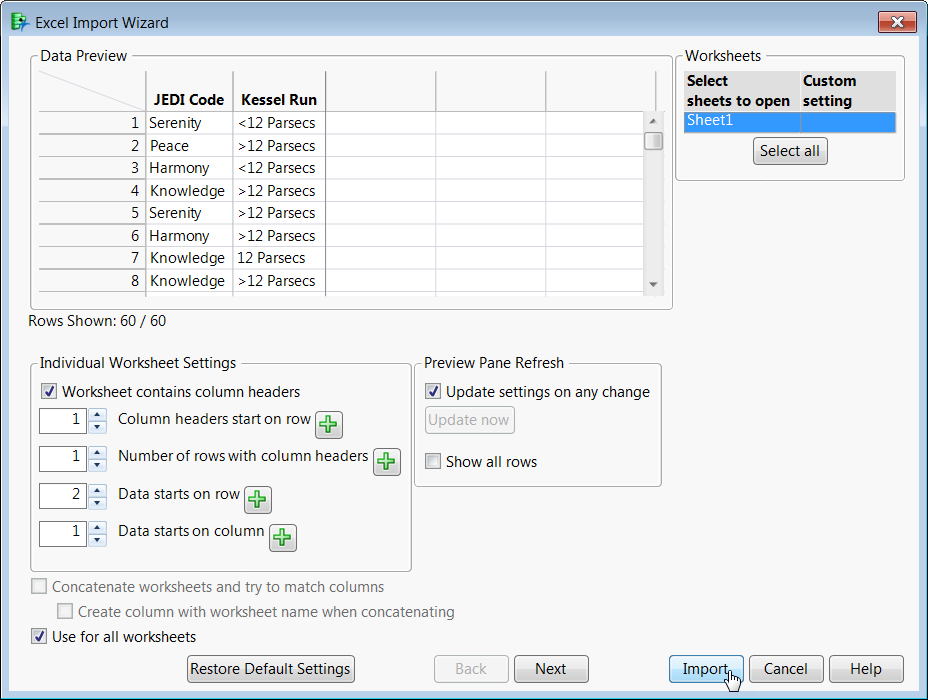 Excel Import Wizard
Data Preview
JEDI Code Kessel Run
1 Serenity <12 Parsecs
2 Peace >12 Parsecs
3 Harmony <12 Parsecs
4 Knowledge >12 Parsecs
5 Serenity >12 Parsecs
6 Harmony >12 Parsecs
7 Knowledge 12 Parsecs
8 Knowledge >12 Parsecs
Rows Shown: 60 / 60
Worksheets
Select Custom
sheets to open setting
Sheet1
Select all
Individual Worksheet Settings
Worksheet contains column headers
1 Column headers start on row
1 Number of rows with column headers
2 Data starts on row
1 Data starts on column
Preview Pane Refresh
Update settings on any change
Update now
Show all rows
Concatenate worksheets and try to match columns
Create column with worksheet name when concatenating
Use for all worksheets
Restore Default Settings Back Next Import Cancel Help